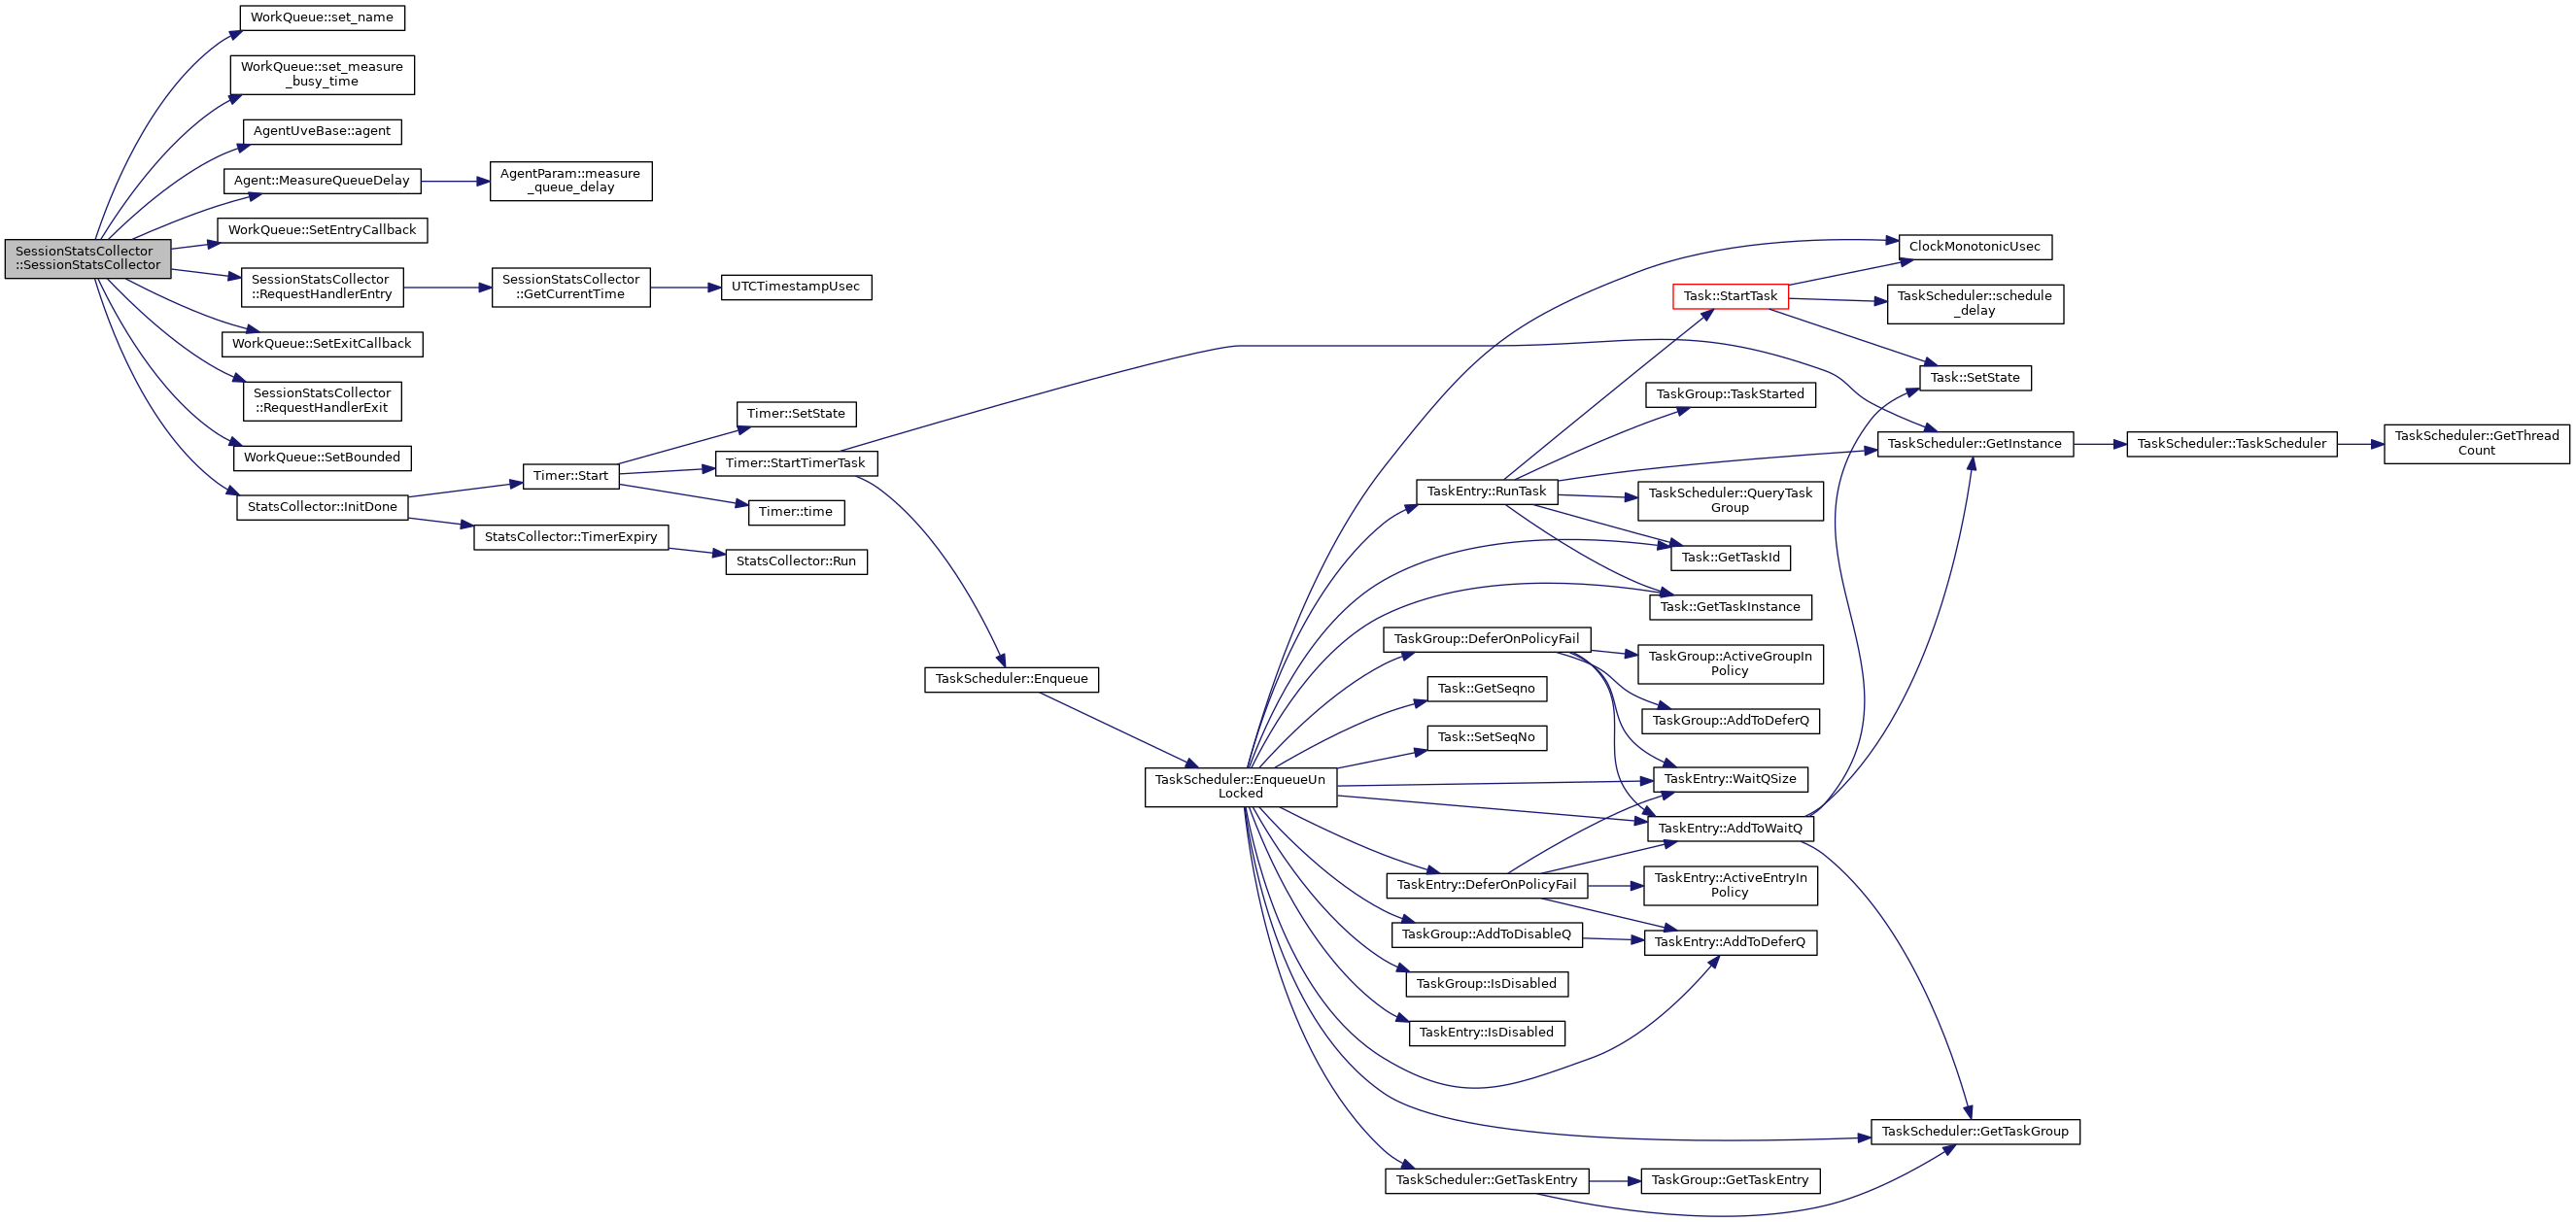 WorkQueue::set_name
WorkQueue::set_measure
_busy_time
AgentUveBase::agent
Agent::MeasureQueueDelay
AgentParam::measure
_queue_delay
WorkQueue::SetEntryCallback
SessionStatsCollector
::SessionStatsCollector
SessionStatsCollector
::RequestHandlerEntry
SessionStatsCollector
::GetCurrentTime
UTCTimestampUsec
WorkQueue::SetExitCallback
SessionStatsCollector
::RequestHandlerExit
WorkQueue::SetBounded
StatsCollector::InitDone
Timer::Start
Timer::SetState
Timer::StartTimerTask
Timer::time
StatsCollector::TimerExpiry
StatsCollector::Run
TaskScheduler::Enqueue
TaskScheduler::EnqueueUn
Locked
ClockMonotonicUsec
Task::StartTask
TaskScheduler::schedule
_delay
Task::SetState
TaskGroup::TaskStarted
TaskScheduler::GetInstance
TaskScheduler::TaskScheduler
TaskScheduler::GetThread
Count
TaskEntry::RunTask
TaskScheduler::QueryTask
Group
Task::GetTaskId
Task::GetTaskInstance
TaskGroup::DeferOnPolicyFail
TaskGroup::ActiveGroupIn
Policy
Task::GetSeqno
TaskGroup::AddToDeferQ
Task::SetSeqNo
TaskEntry::WaitQSize
TaskEntry::AddToWaitQ
TaskEntry::DeferOnPolicyFail
TaskEntry::ActiveEntryIn
Policy
TaskGroup::AddToDisableQ
TaskEntry::AddToDeferQ
TaskGroup::IsDisabled
TaskEntry::IsDisabled
TaskScheduler::GetTaskGroup
TaskScheduler::GetTaskEntry
TaskGroup::GetTaskEntry